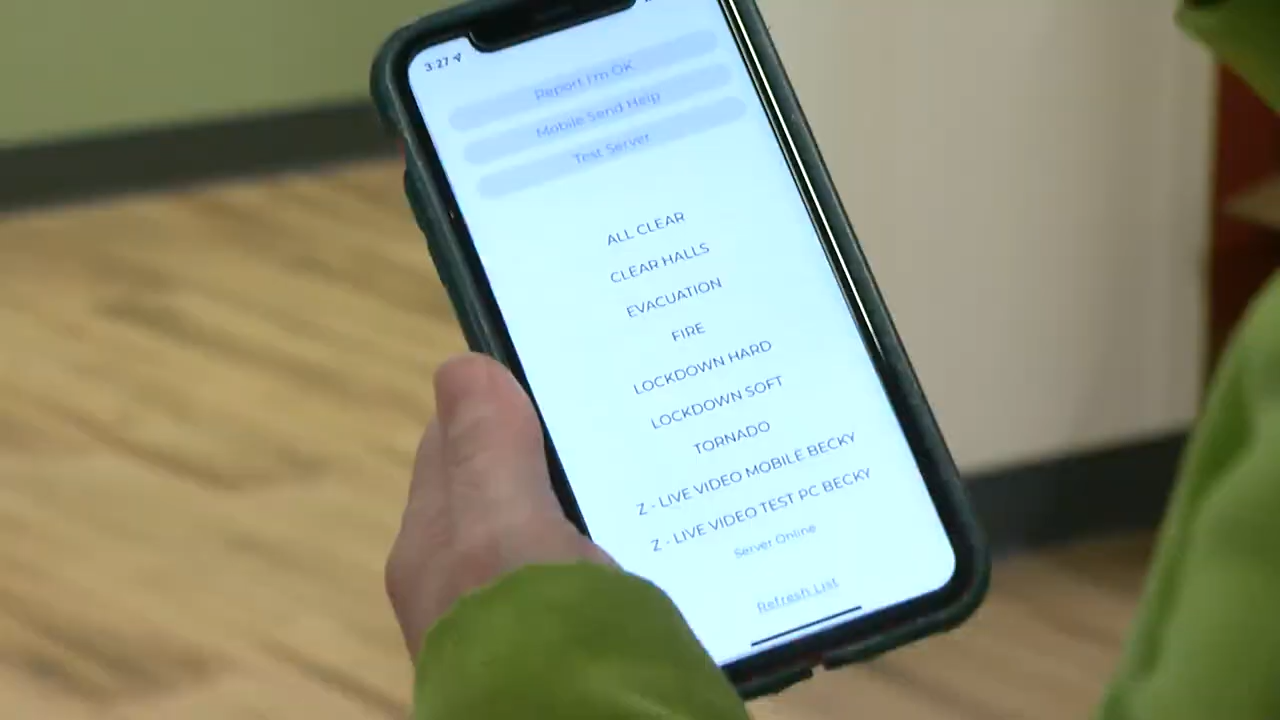 3:27
Report I'm OK
Mobile Send Help
Test Server
ALL CLEAR
CLEAR HALLS
EVACUATION
FIRE
LOCKDOWN HARD
LOCKDOWN SOFT
TORNADO
Z - LIVE VIDEO MOBILE BECKY
Z - LIVE VIDEO TEST PC BECKY
Server Online
Refresh List